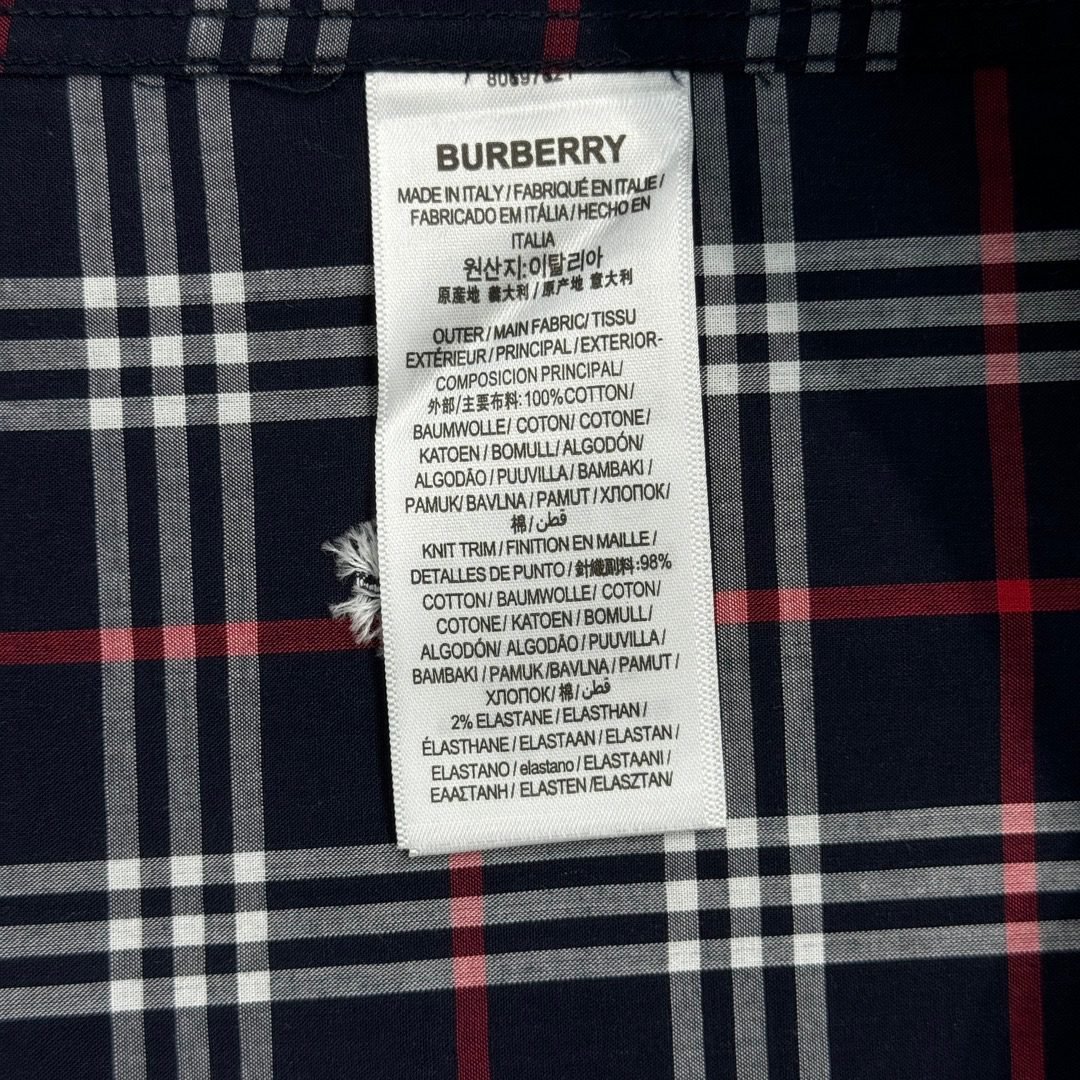 BURBERRY
MADE IN ITALY / FABRIQUÉ EN ITALIE /
FABRICADO EM ITÁLIA / HECHO EN
ITALIA
원산지:이탈리아
原産地 義大利 / 原产地 意大利
OUTER / MAIN FABRIC/ TISSU
EXTÉRIEUR / PRINCIPAL / EXTERIOR-
COMPOSICION PRINCIPAL/
外部/主要布料: 100% COTTON/
BAUMWOLLE/ COTON/ COTONE/
KATOEN / BOMULL/ ALGODÓN/
ALGODÃO / PUUVILLA / BAMBAKI /
PAMUK/ BAVLNA / PAMUT / ХЛОПОК/
棉/ قطن /
KNIT TRIM / FINITION EN MAILLE /
DETALLES DE PUNTO / 針織副料:98%
COTTON/ BAUMWOLLE / COTON/
COTONE / KATOEN / BOMULL/
ALGODÓN/ ALGODÃO / PUUVILLA /
BAMBAKI / PAMUK /BAVLNA / PAMUT /
ХЛОПОК/ 棉/ قطن /
2% ELASTANE / ELASTHAN /
ÉLASTHANE / ELASTAAN / ELASTAN /
ELASTANO / elastano / ELASTAANI /
ΕΛΑΣΤΑΝΗ / ELASTEN /ELASZTAN/